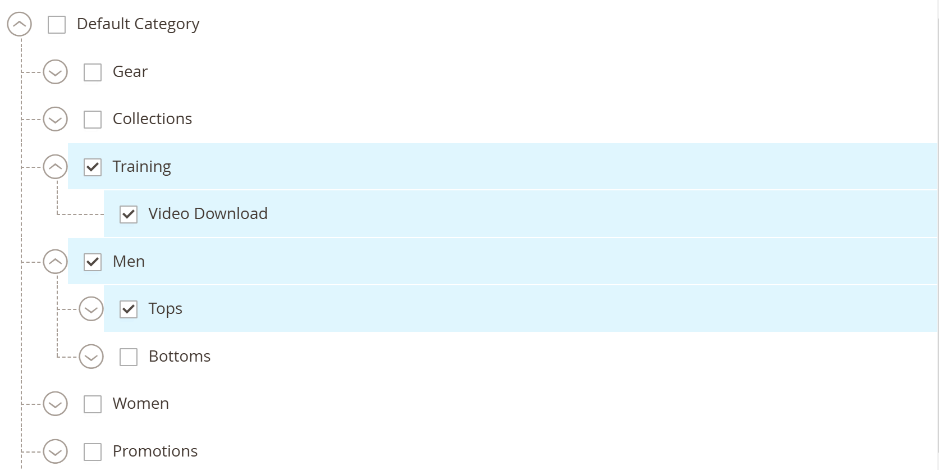 Default Category
Gear
Collections
Training
Video Download
Men
Tops
Bottoms
Women
Promotions